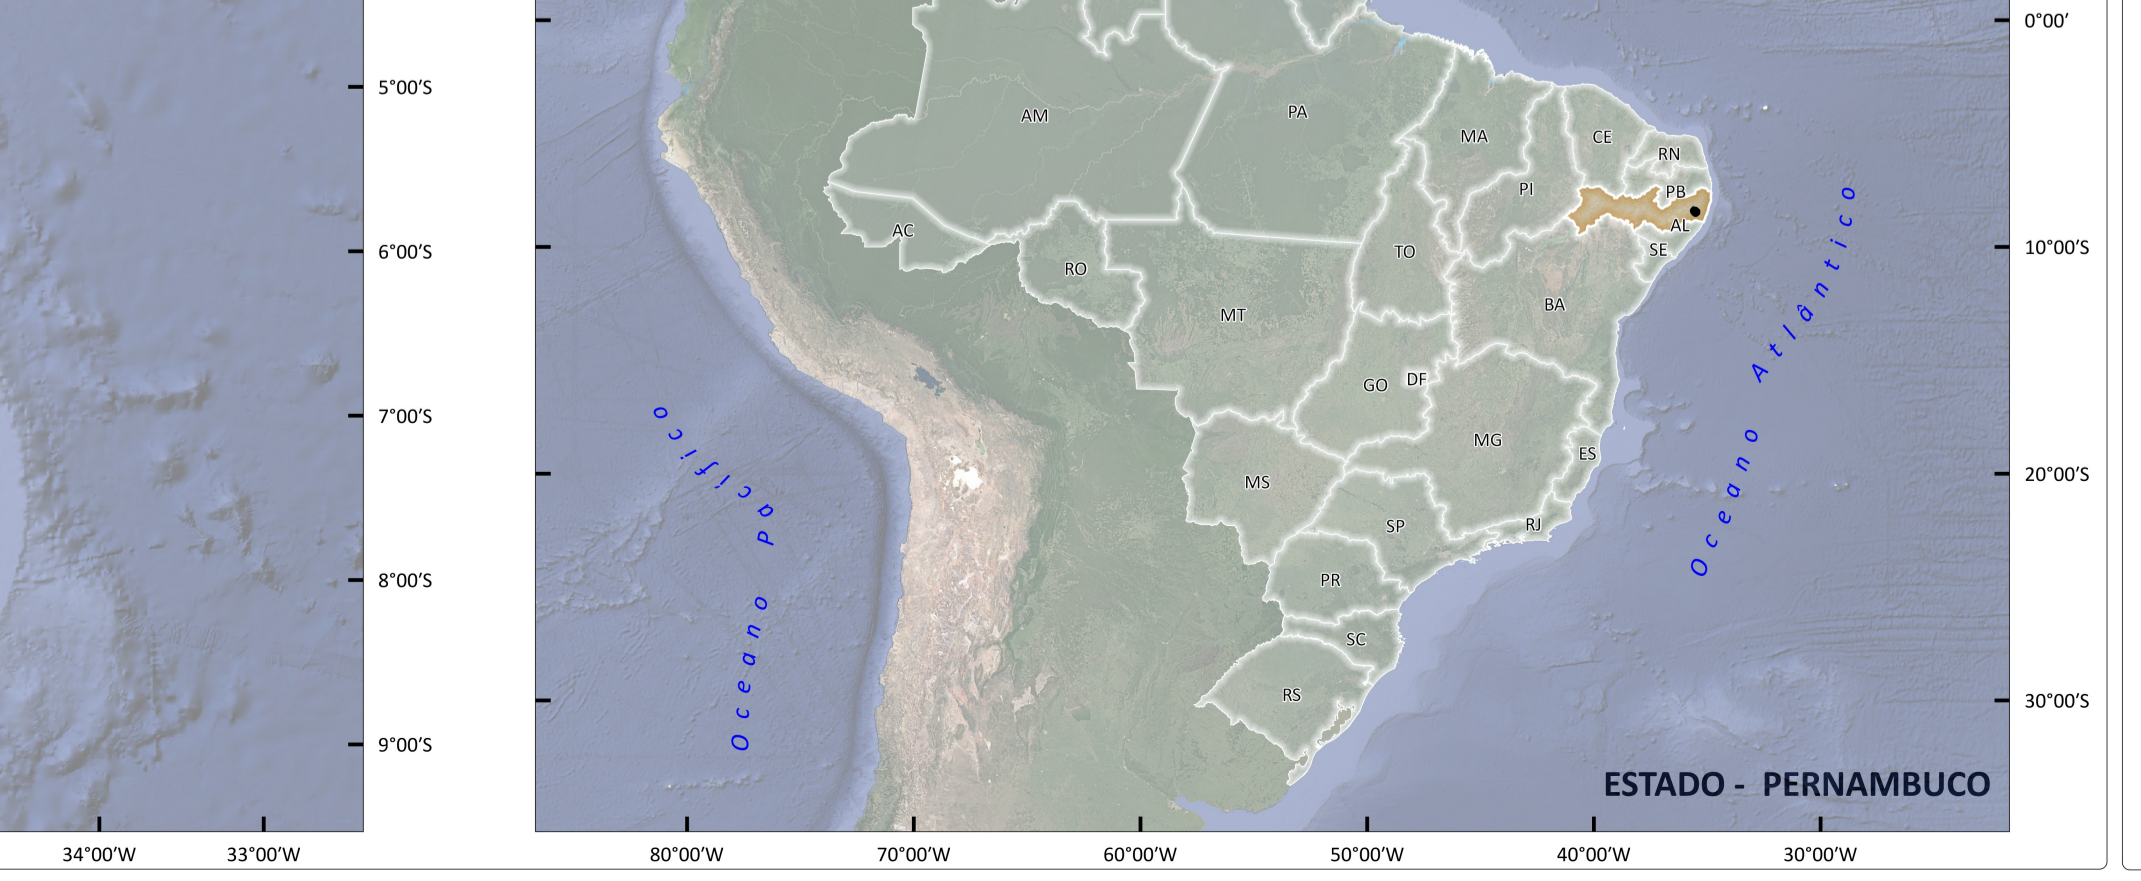 5°00'S
6°00'S
7°00'S
8°00'S
9°00'S
34°00'W
33°00'W
0°00'
10°00'S
20°00'S
30°00'S
80°00'W
70°00'W
60°00'W
50°00'W
40°00'W
30°00'W
AM
PA
MA
CE
RN
PI
PB
AL
SE
AC
RO
TO
BA
MT
GO
DF
MG
ES
MS
SP
RJ
PR
SC
RS
Oceano Pacífico
Oceano Atlântico
ESTADO - PERNAMBUCO